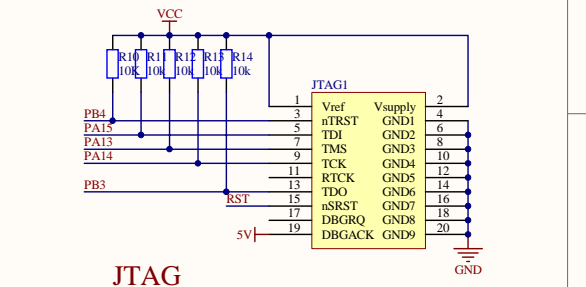 VCC
R10 R11 R12 R13 R14
10K 10k 10k 10k 10k
JTAG1
1 Vref Vsupply 2
PB4 3 nTRST GND1 4
PA15 5 TDI GND2 6
PA13 7 TMS GND3 8
PA14 9 TCK GND4 10
11 RTCK GND5 12
PB3 13 TDO GND6 14
RST 15 nSRST GND7 16
17 DBGRQ GND8 18
5V 19 DBGACK GND9 20
GND
JTAG